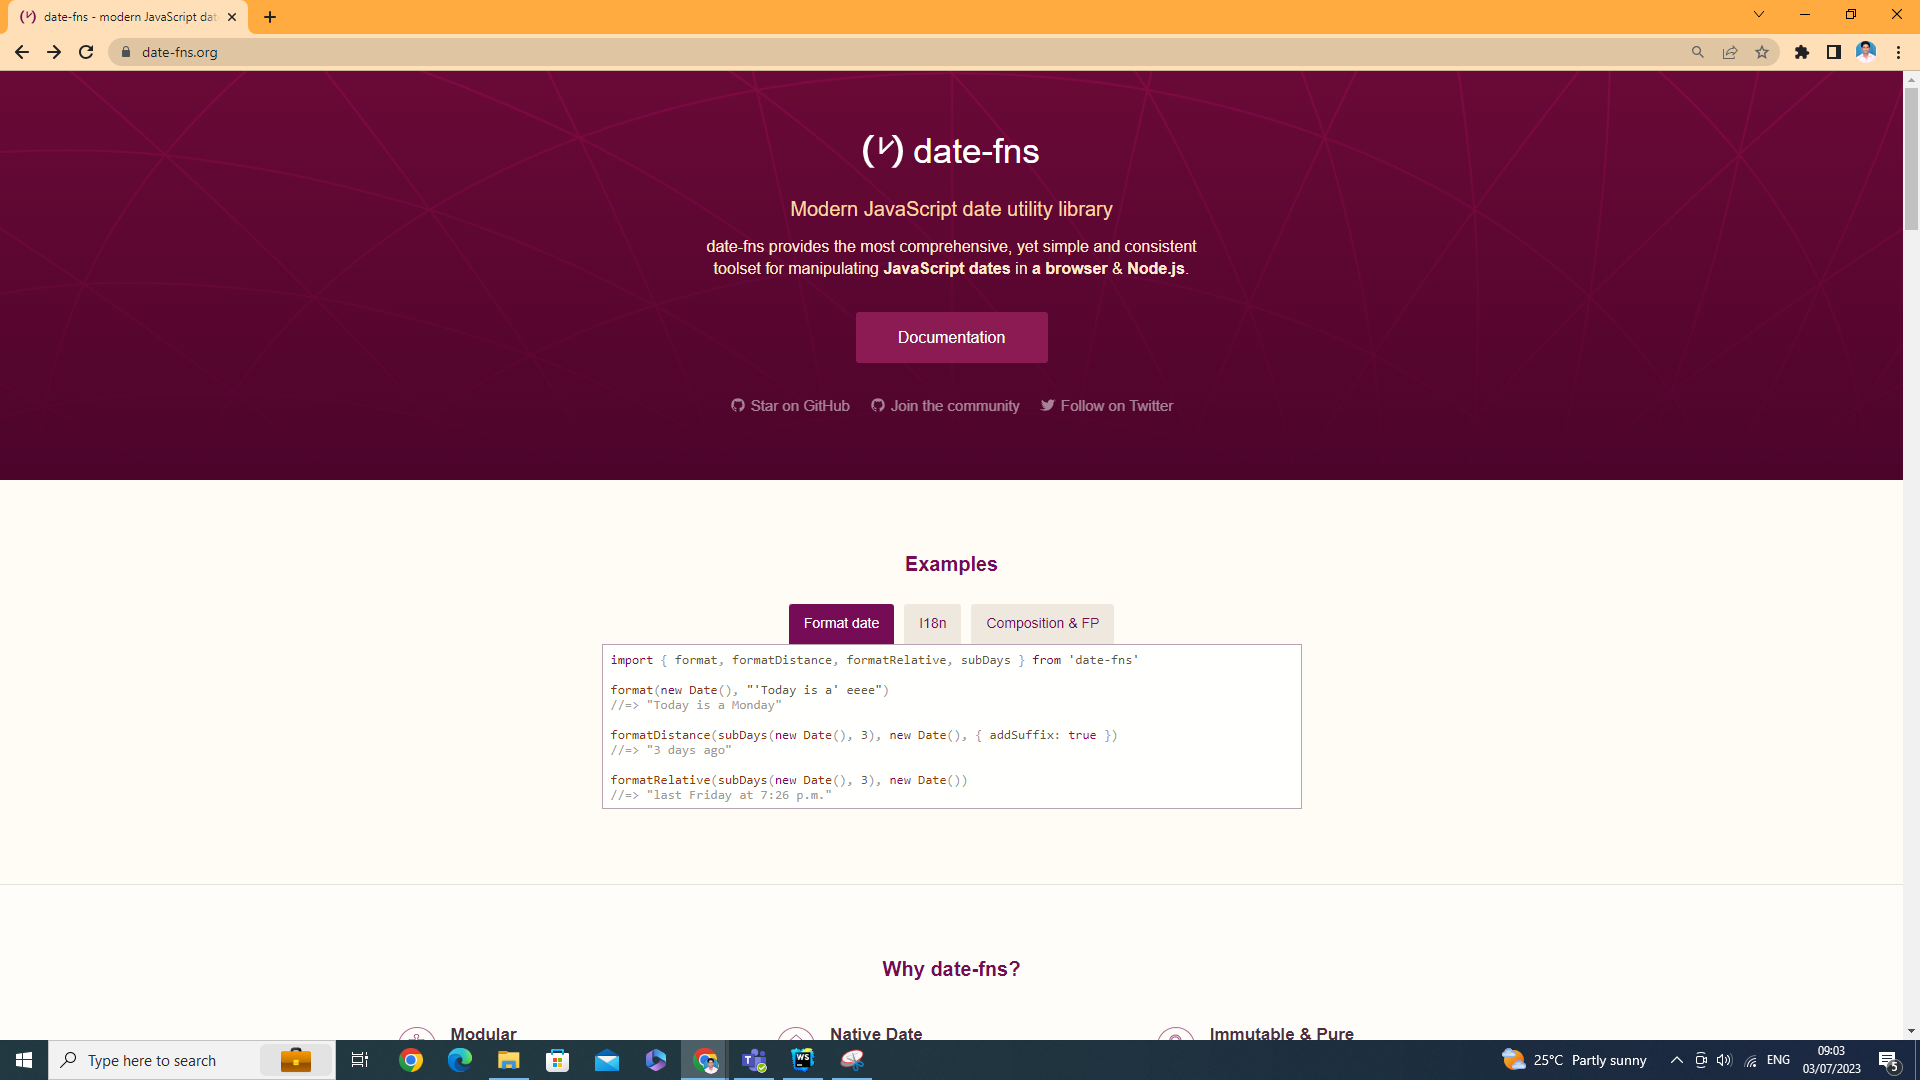 date-fns - modern JavaScript dat
date-fns.org
date-fns
Modern JavaScript date utility library
date-fns provides the most comprehensive, yet simple and consistent
toolset for manipulating JavaScript dates in a browser & Node.js.
Documentation
Star on GitHub Join the community Follow on Twitter
Examples
Format date I18n Composition & FP
import { format, formatDistance, formatRelative, subDays } from 'date-fns'
format(new Date(), "'Today is a' eeee")
//=> "Today is a Monday"
formatDistance(subDays(new Date(), 3), new Date(), { addSuffix: true })
//=> "3 days ago"
formatRelative(subDays(new Date(), 3), new Date())
//=> "last Friday at 7:26 p.m."
Why date-fns?
Modular Native Date Immutable & Pure
Type here to search
WS
25°C Partly sunny
ENG
09:03
03/07/2023
5